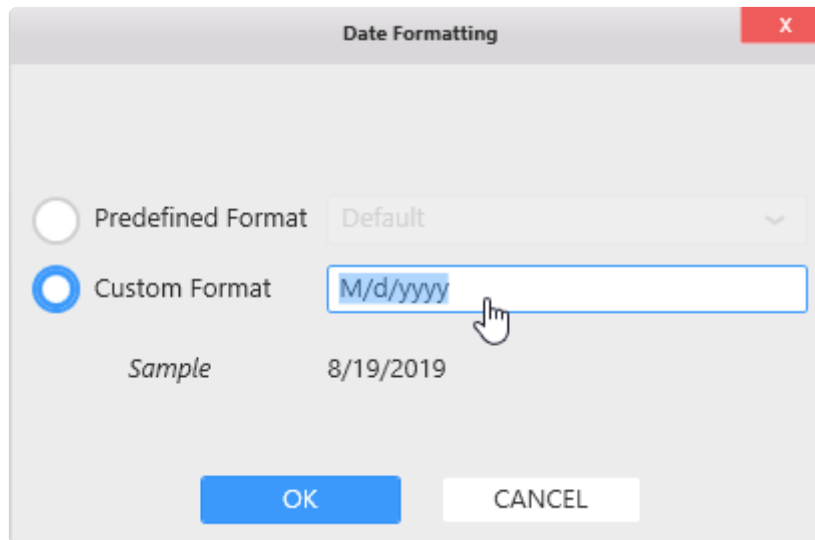 Date Formatting
X
Predefined Format
Default
Custom Format
M/d/yyyy
Sample
8/19/2019
OK
CANCEL